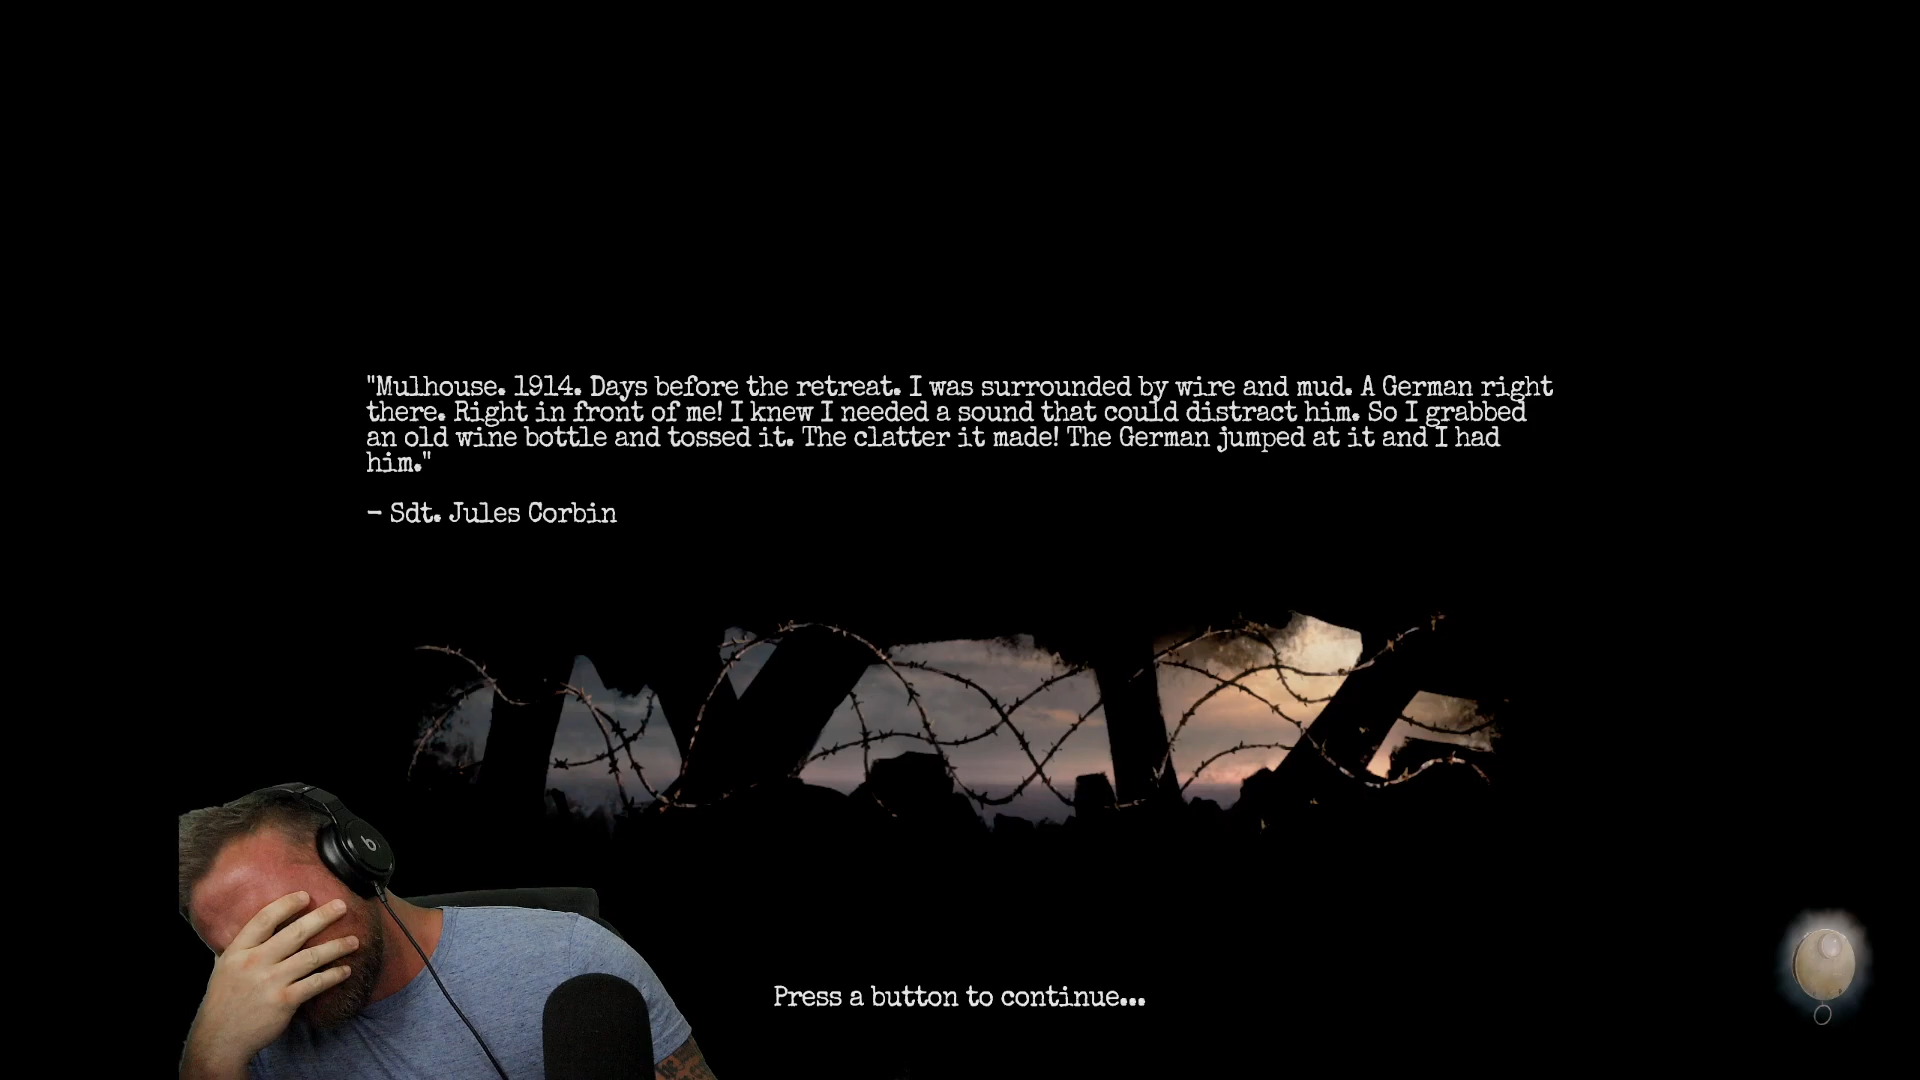 "Mulhouse. 1914. Days before the retreat. I was surrounded by wire and mud. A German right
there. Right in front of me! I knew I needed a sound that could distract him. So I grabbed
an old wine bottle and tossed it. The clatter it made! The German jumped at it and I had
him."
- Sdt. Jules Corbin
b
Press a button to continue...